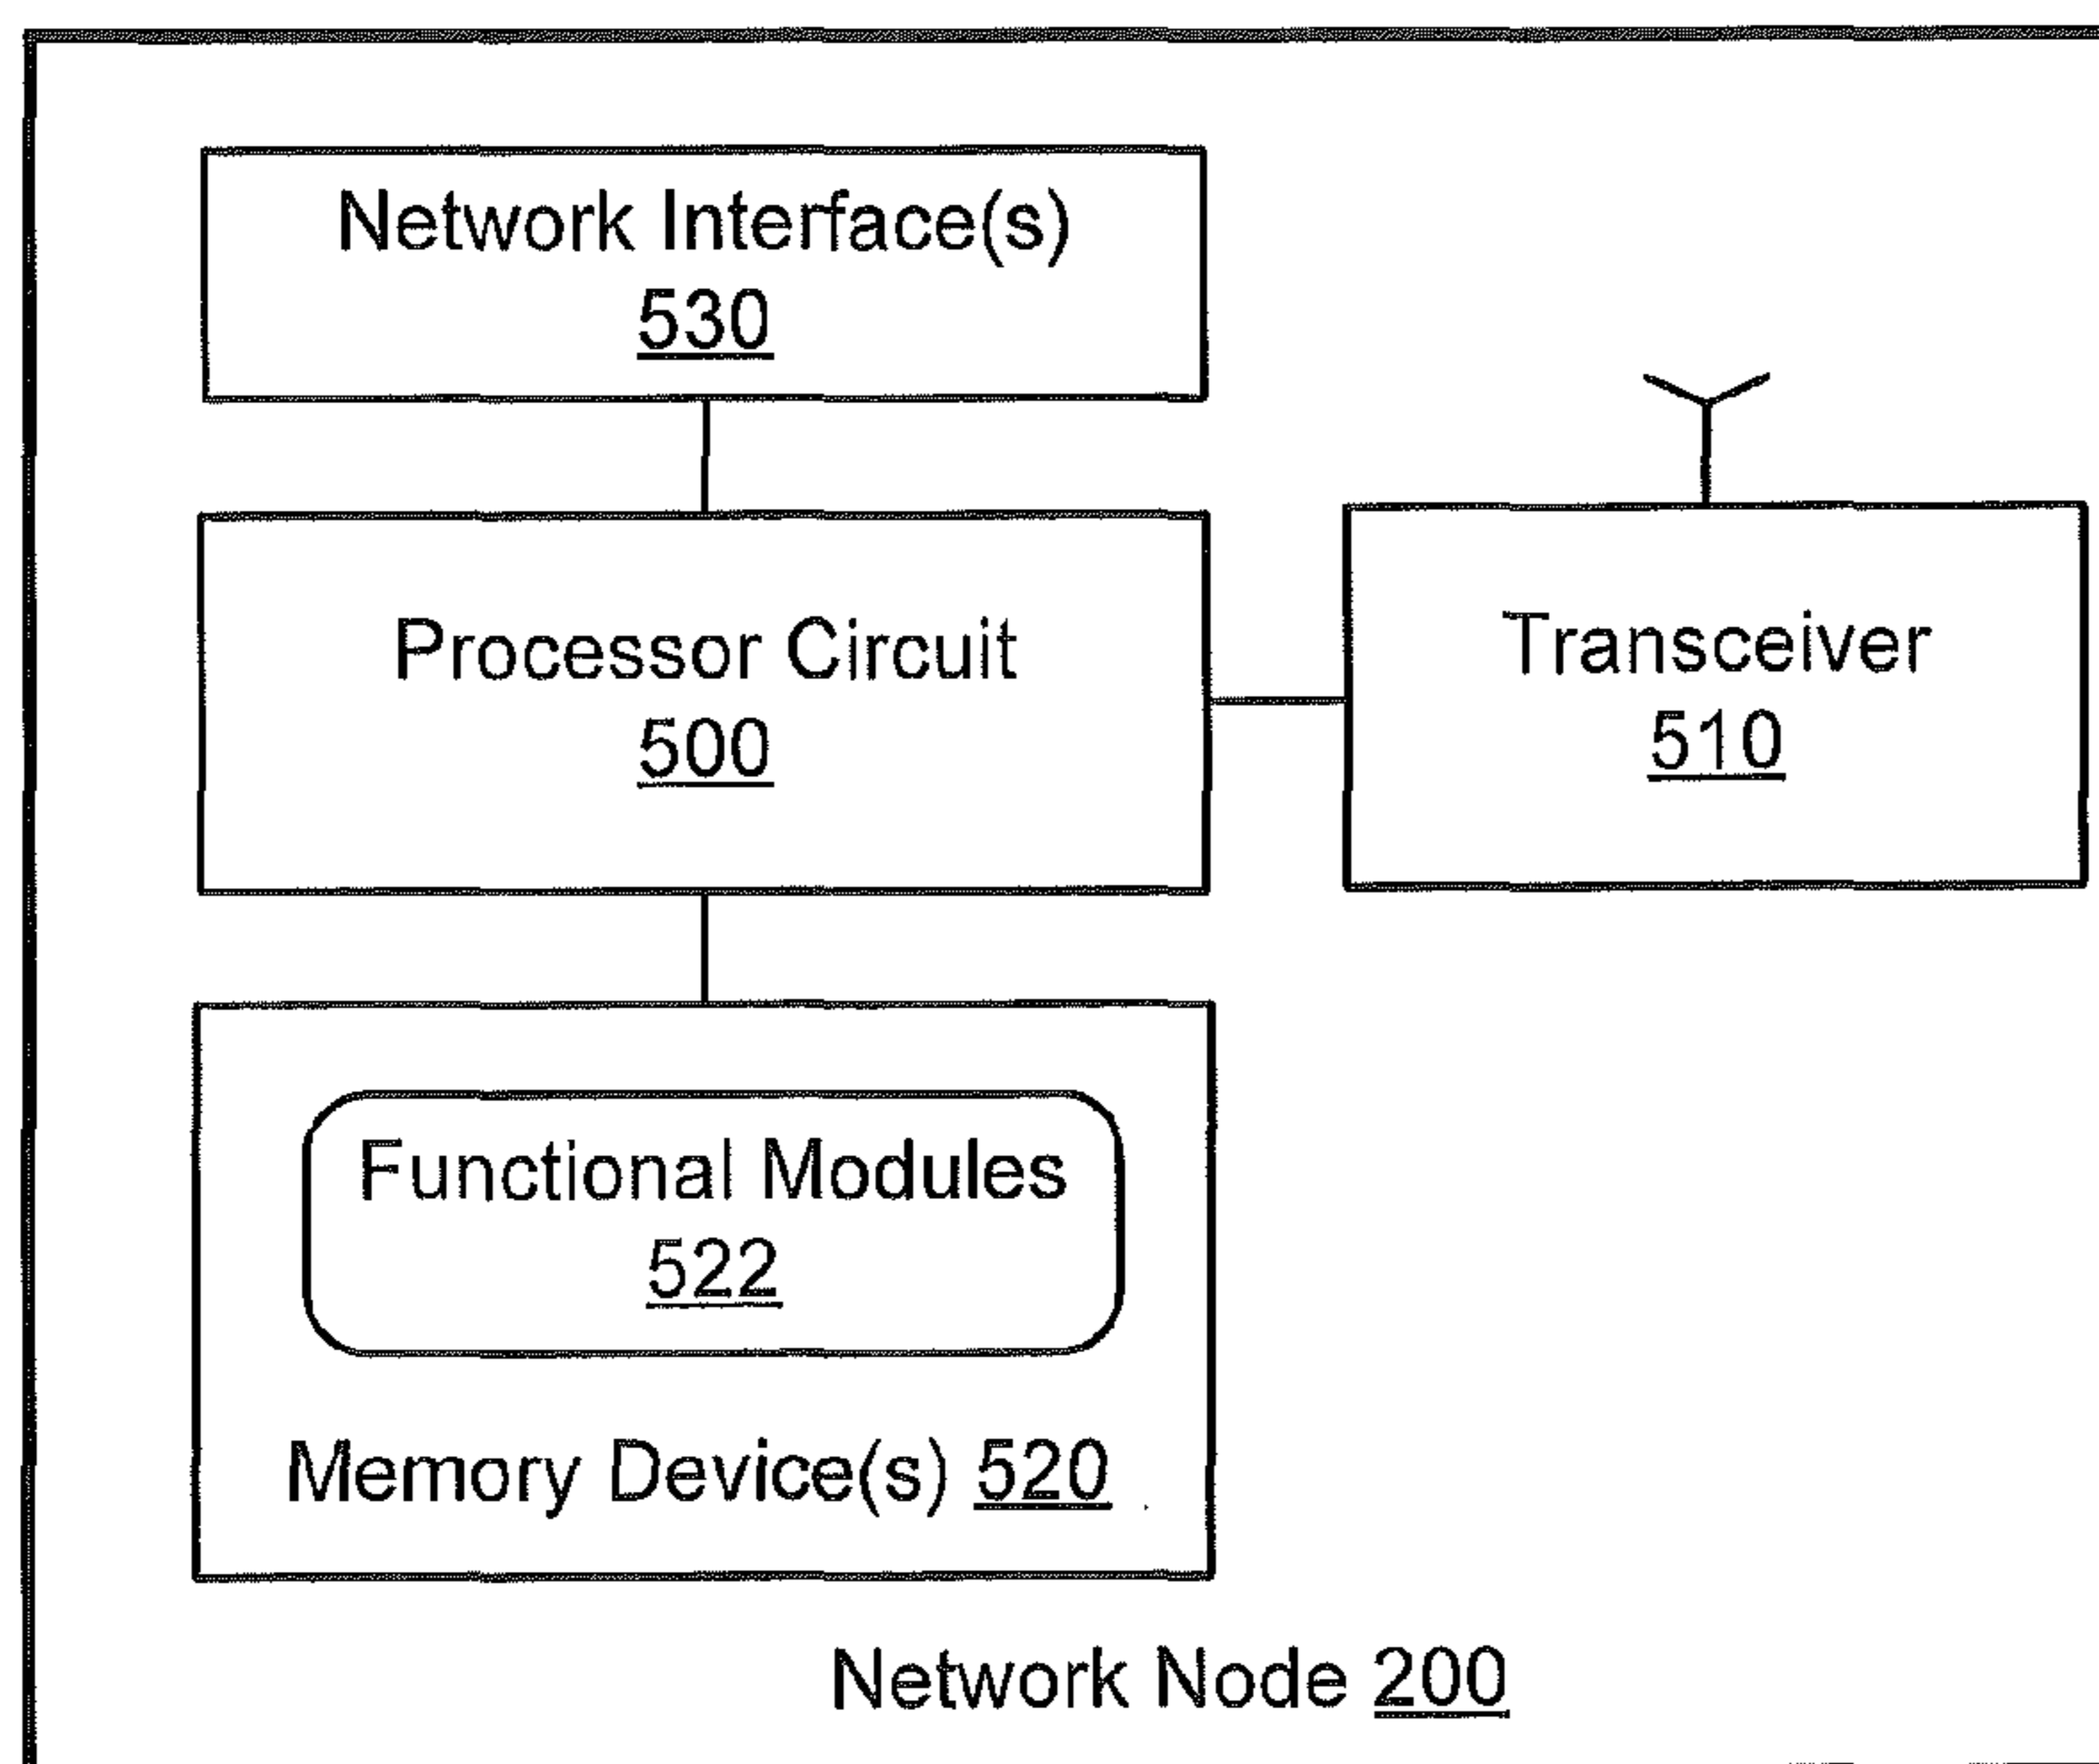 Network Interface(s)
530
Processor Circuit
500
Transceiver
510
Functional Modules
522
Memory Device(s) 520
Network Node 200